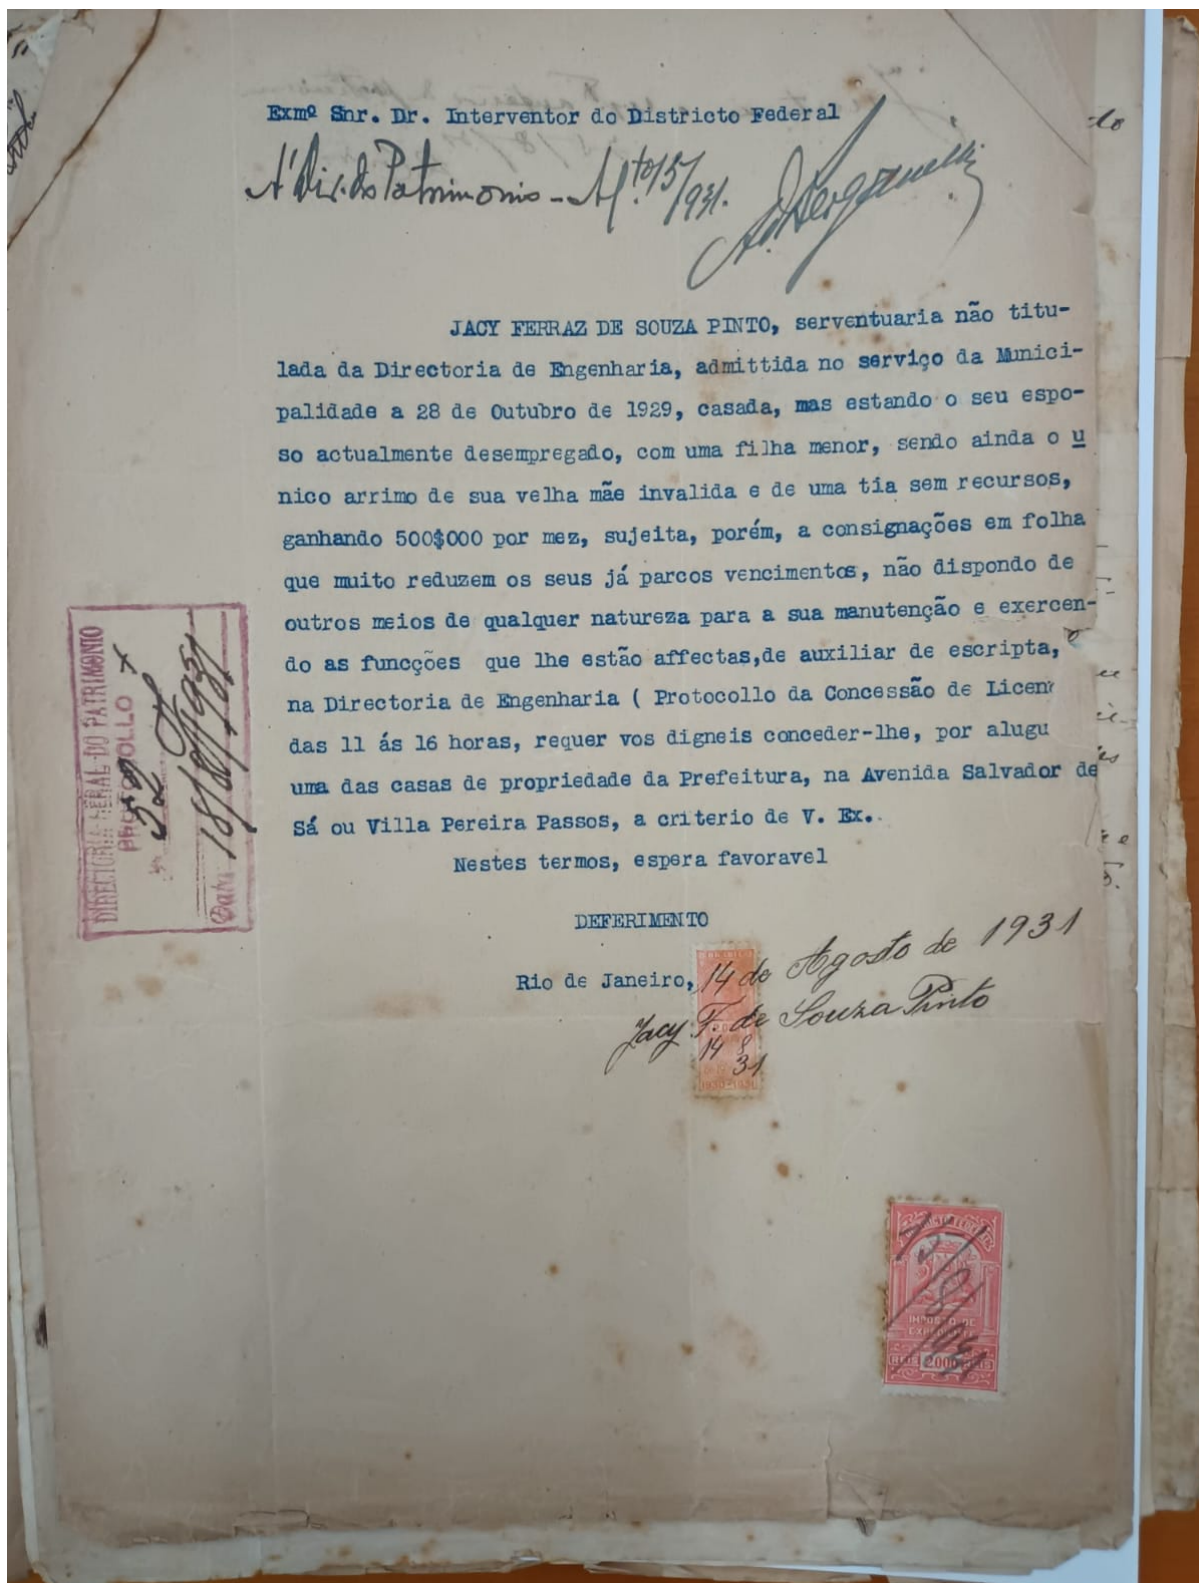 Exmº Snr. Dr. Interventor do Districto Federal
A' Dir. do Patrimonio - 
JACY FERRAZ DE SOUZA PINTO, serventuaria não titu-
lada da Directoria de Engenharia, admittida no serviço da Munici-
palidade a 28 de Outubro de 1929, casada, mas estando o seu espo-
so actualmente desempregado, com uma filha menor, sendo ainda o u
nico arrimo de sua velha mãe invalida e de uma tia sem recursos,
ganhando 500$000 por mez, sujeita, porém, a consignações em folha
que muito reduzem os seus já parcos vencimentos, não dispondo de
outros meios de qualquer natureza para a sua manutenção e exercen-
do as funcções que lhe estão affectas, de auxiliar de escripta,
na Directoria de Engenharia ( Protocollo da Concessão de Licen
das 11 ás 16 horas, requer vos digneis conceder-lhe, por alugu
uma das casas de propriedade da Prefeitura, na Avenida Salvador de
Sá ou Villa Pereira Passos, a criterio de V. Ex..
Nestes termos, espera favoravel
DEFERIMENTO
Rio de Janeiro, 14 de Agosto de 1931
Jacy F. de Souza Pinto
14 8
31
1930-1931
DIRECTORIA GERAL DO PATRIMONIO
PROTOCOLLO
Data
IMPOSTO DE
EXPEDIENTE
2000